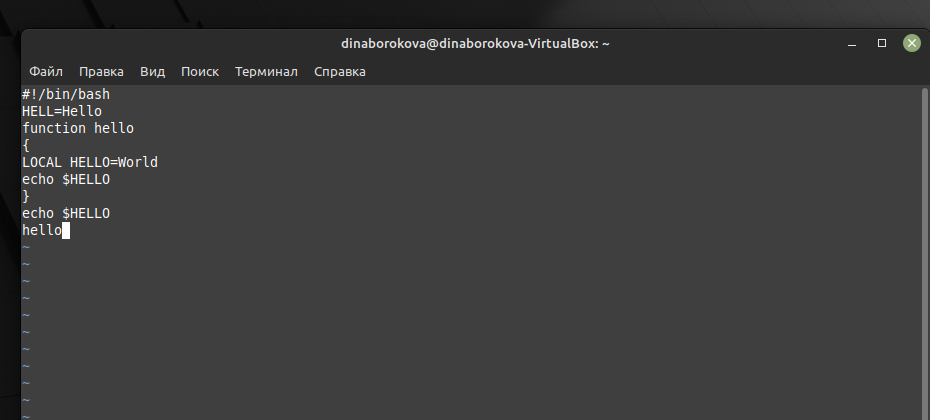 dinaborokova@dinaborokova-VirtualBox: ~
Файл Правка Вид Поиск Терминал Справка
#!/bin/bash
HELL=Hello
function hello
{
LOCAL HELLO=World
echo $HELLO
}
echo $HELLO
hello
~
~
~
~
~
~
~
~
~
~
~